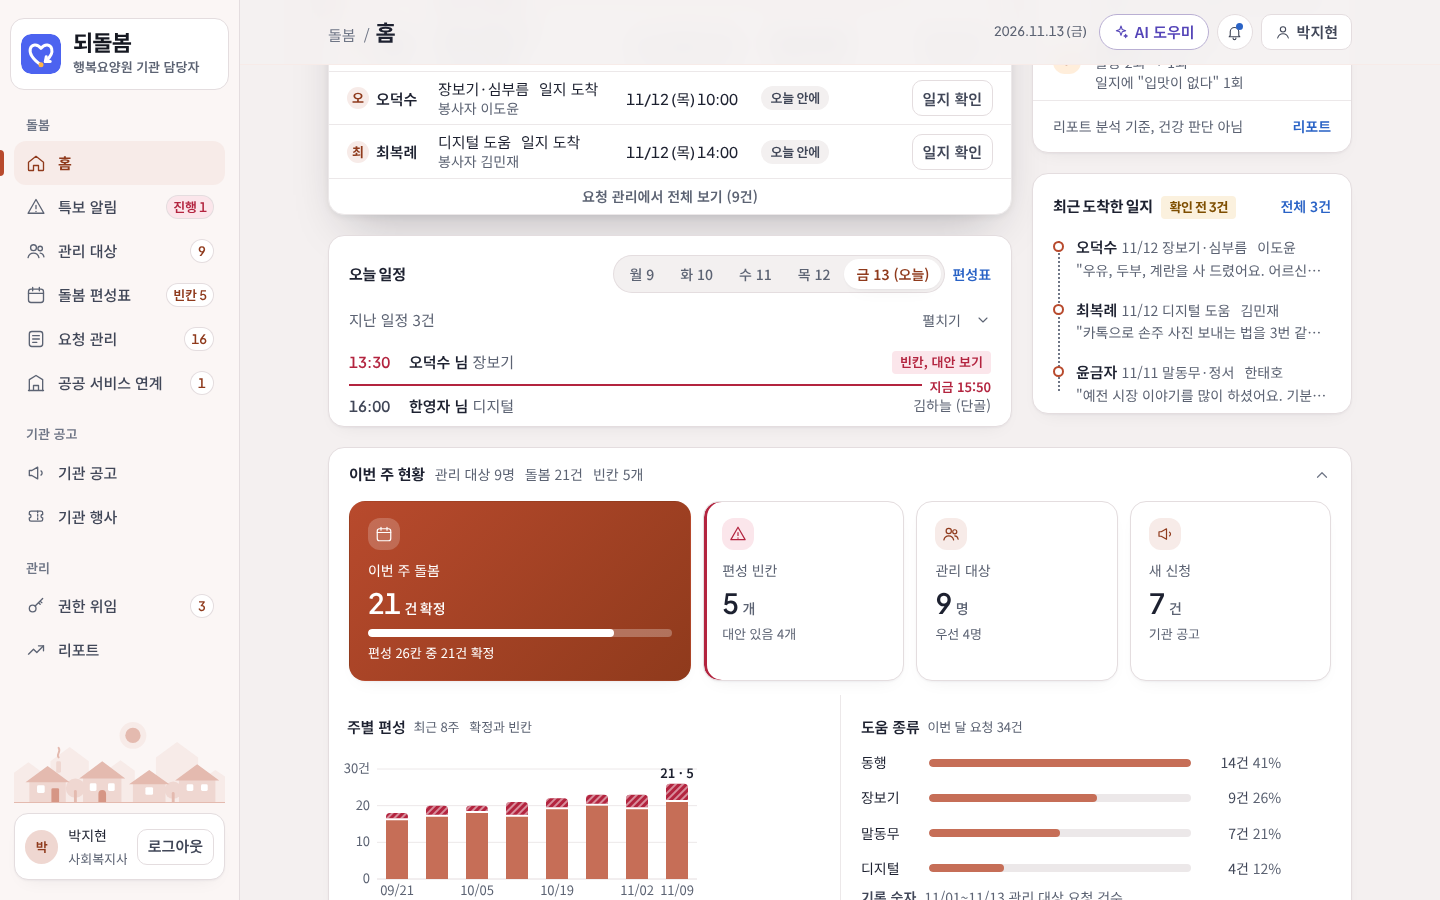 되돌봄
행복요양원 기관 담당자
돌봄
홈
특보 알림 진행 1
관리 대상 9
돌봄 편성표 빈칸 5
요청 관리 16
공공 서비스 연계 1
기관 공고
기관 공고
기관 행사
관리
권한 위임 3
리포트
박 박지현
사회복지사
로그아웃
돌봄 / 홈
2026.11.13 (금) AI 도우미 박지현
오 오덕수 장보기·심부름 일지 도착
봉사자 이도윤
11/12 (목) 10:00 오늘 안에 일지 확인
최 최복례 디지털 도움 일지 도착
봉사자 김민재
11/12 (목) 14:00 오늘 안에 일지 확인
요청 관리에서 전체 보기 (9건)
일지에 "입맛이 없다" 1회
리포트 분석 기준, 건강 판단 아님 리포트
오늘 일정 월 9 화 10 수 11 목 12 금 13 (오늘) 편성표
지난 일정 3건 펼치기
13:30 오덕수 님 장보기 빈칸, 대안 보기
지금 15:50
16:00 한영자 님 디지털 김하늘 (단골)
최근 도착한 일지 확인 전 3건 전체 3건
오덕수 11/12 장보기·심부름 이도윤
"우유, 두부, 계란을 사 드렸어요. 어르신…
최복례 11/12 디지털 도움 김민재
"카톡으로 손주 사진 보내는 법을 3번 같…
윤금자 11/11 말동무·정서 한태호
"예전 시장 이야기를 많이 하셨어요. 기분…
이번 주 현황 관리 대상 9명 돌봄 21건 빈칸 5개
이번 주 돌봄
21 건 확정
편성 26칸 중 21건 확정
편성 빈칸
5 개
대안 있음 4개
관리 대상
9 명
우선 4명
새 신청
7 건
기관 공고
주별 편성 최근 8주 확정과 빈칸
30건
20
10
0
21 · 5
09/21 10/05 10/19 11/02 11/09
도움 종류 이번 달 요청 34건
동행 14건 41%
장보기 9건 26%
말동무 7건 21%
디지털 4건 12%
기록 숫자 11/01~11/13 관리 대상 요청 건수